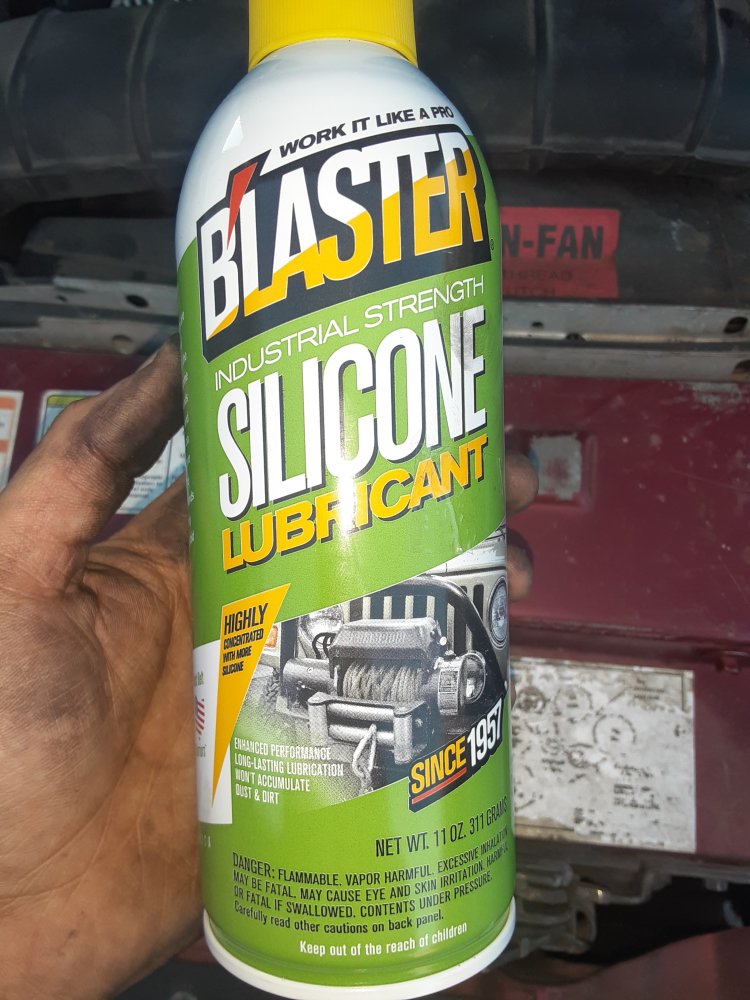 WORK IT LIKE A PRO
B'LASTER
INDUSTRIAL STRENGTH
SILICONE
LUBRICANT
HIGHLY
CONCENTRATED
WITH MORE
SILICONE
ENHANCED PERFORMANCE
LONG-LASTING LUBRICATION
WON'T ACCUMULATE
DUST & DIRT
SINCE 1957
NET WT. 11 OZ. 311 GRAMS
DANGER: FLAMMABLE. VAPOR HARMFUL. EXCESSIVE INHALATION
MAY BE FATAL. MAY CAUSE EYE AND SKIN IRRITATION. HARMFUL
OR FATAL IF SWALLOWED. CONTENTS UNDER PRESSURE.
Carefully read other cautions on back panel.
Keep out of the reach of children
N-FAN